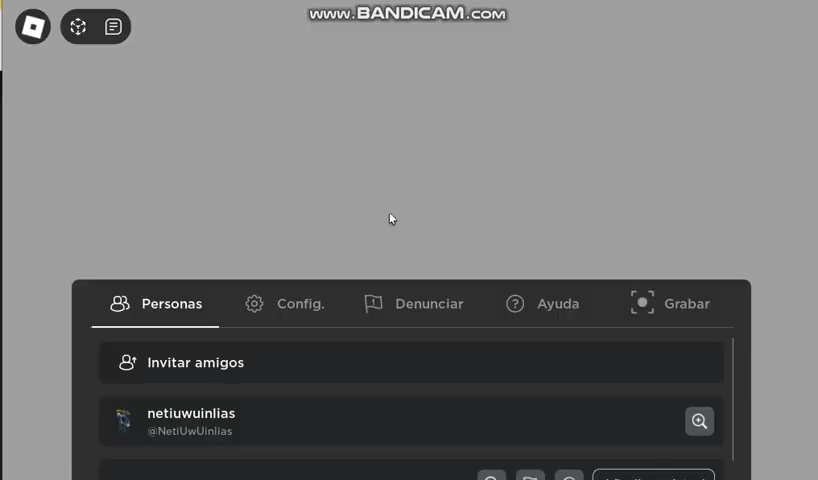 www.BANDICAM.com
Personas
Config.
Denunciar
Ayuda
Grabar
Invitar amigos
netiuwuinlias
@NetiUwUinlias